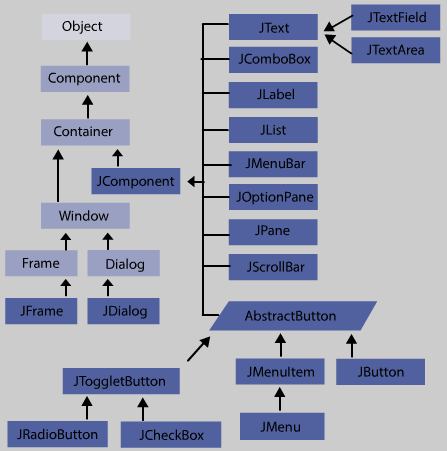 Object
Component
Container
JComponent
Window
Frame
Dialog
JFrame
JDialog
JText
JTextField
JTextArea
JComboBox
JLabel
JList
JMenuBar
JOptionPane
JPane
JScrollBar
AbstractButton
JToggletButton
JMenuItem
JButton
JRadioButton
JCheckBox
JMenu